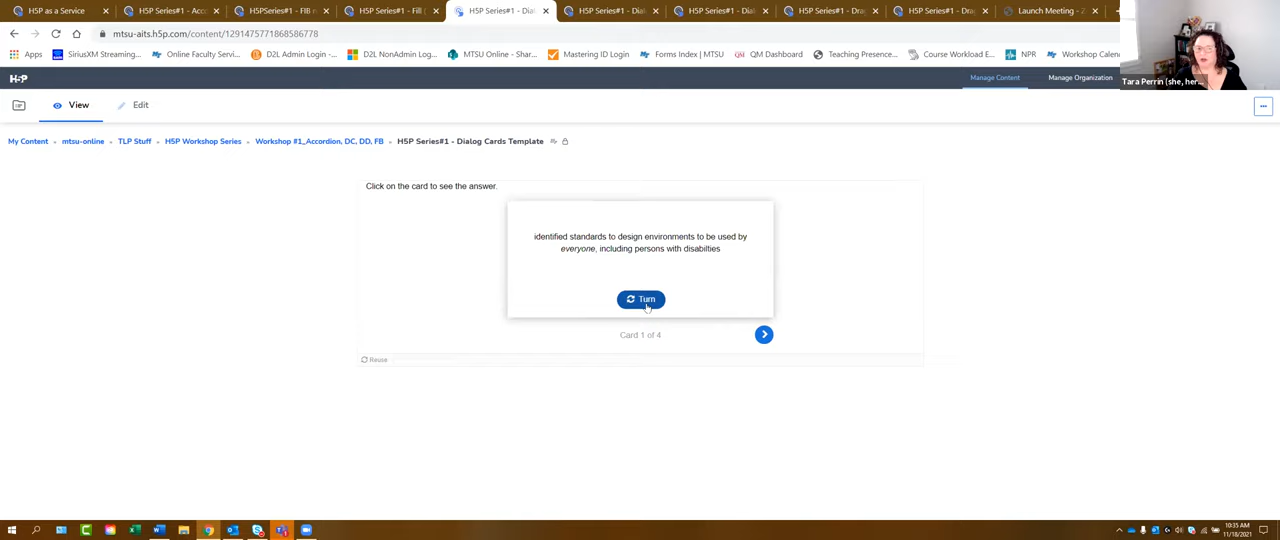 H5P as a Service
H5P Series#1 - Acc
H5PSeries#1 - FIB r
H5P Series#1 - Fill (
H5P Series#1 - Dial
H5P Series#1 - Dial
H5P Series#1 - Dial
H5P Series#1 - Dra
H5P Series#1 - Dra
Launch Meeting - Z
mtsu-aits.h5p.com/content/1291475771868586778
Apps
SiriusXM Streaming...
Online Faculty Servi...
D2L Admin Login -...
D2L NonAdmin Log...
MTSU Online - Shar...
Mastering ID Login
Forms Index | MTSU
QM Dashboard
Teaching Presence...
Course Workload E...
NPR
Workshop Calen
H5P
Manage Content
Manage Organization
Tara Perrin (she, her...
View
Edit
My Content
mtsu-online
TLP Stuff
H5P Workshop Series
Workshop #1_Accordion, DC, DD, FB
H5P Series#1 - Dialog Cards Template
Click on the card to see the answer.
identified standards to design environments to be used by
everyone, including persons with disabilties
Turn
Card 1 of 4
Reuse
10:35 AM
11/18/2021